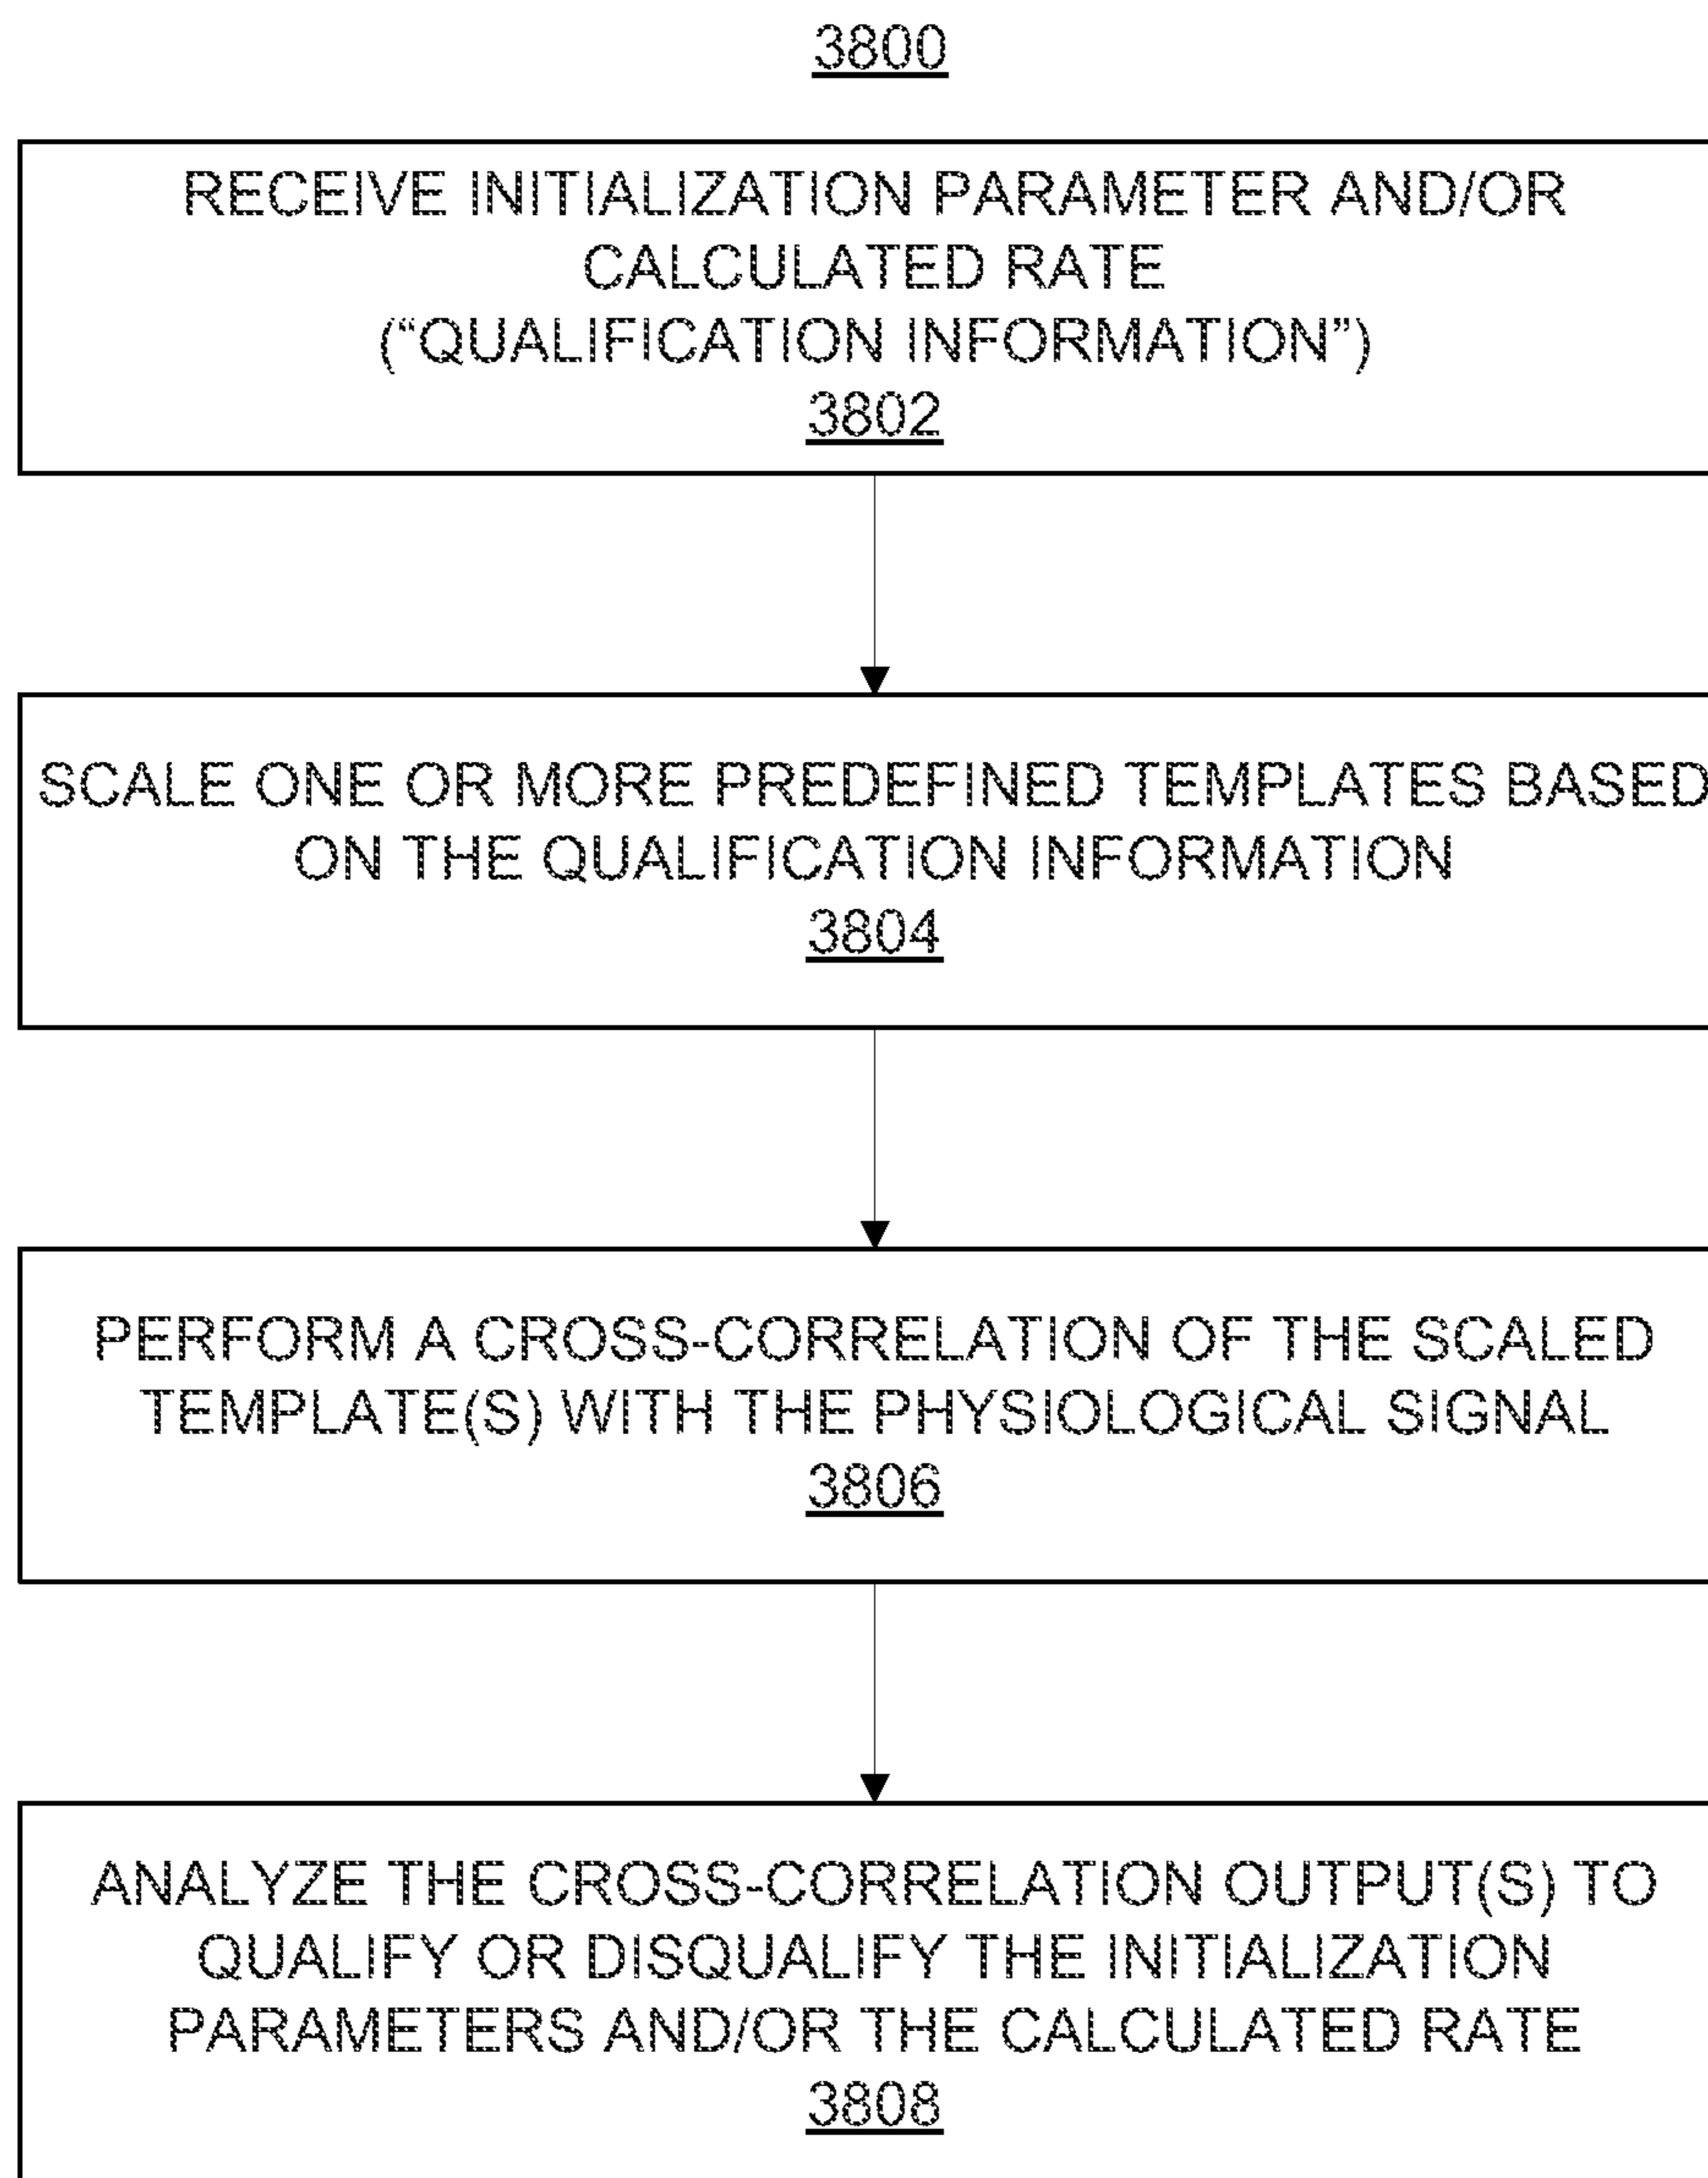 3800
RECEIVE INITIALIZATION PARAMETER AND/OR
CALCULATED RATE
(“QUALIFICATION INFORMATION”)
3802
SCALE ONE OR MORE PREDEFINED TEMPLATES BASED
ON THE QUALIFICATION INFORMATION
3804
PERFORM A CROSS-CORRELATION OF THE SCALED
TEMPLATE(S) WITH THE PHYSIOLOGICAL SIGNAL
3806
ANALYZE THE CROSS-CORRELATION OUTPUT(S) TO
QUALIFY OR DISQUALIFY THE INITIALIZATION
PARAMETERS AND/OR THE CALCULATED RATE
3808